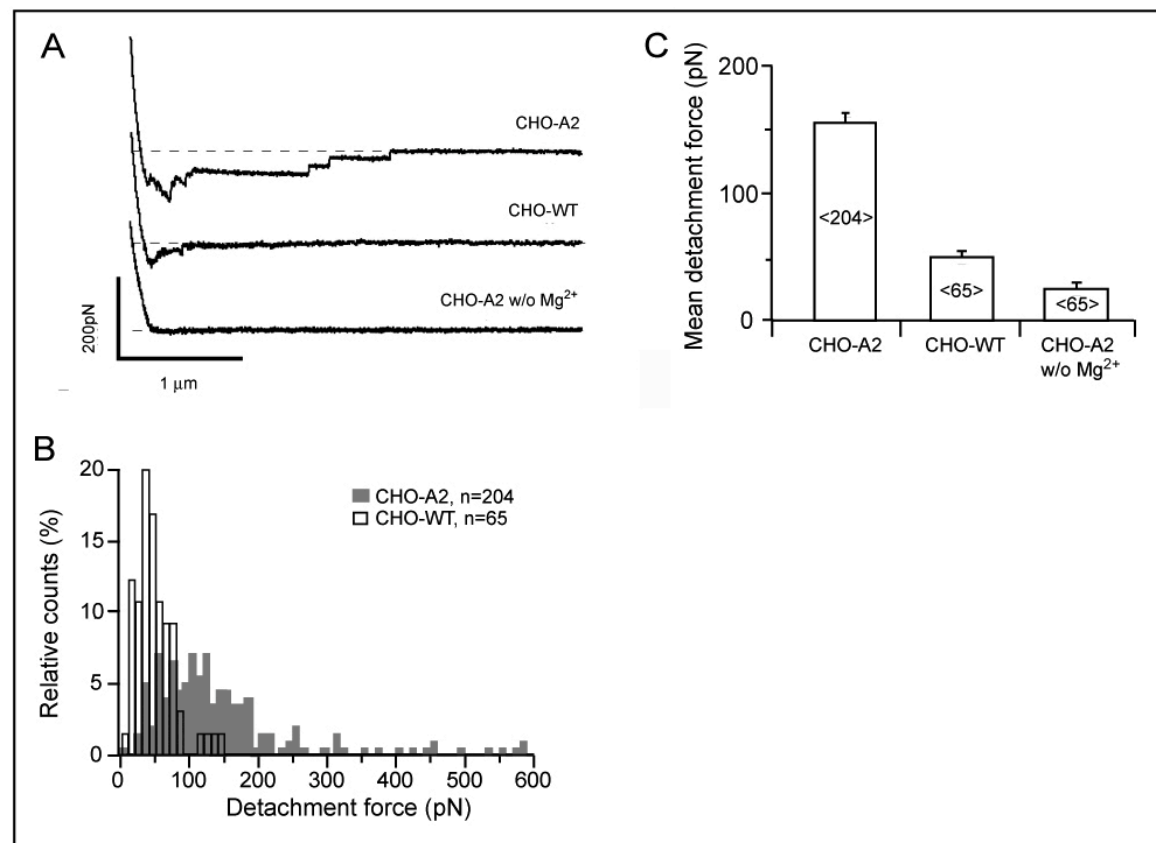 A
CHO-A2
CHO-WT
CHO-A2 w/o Mg²⁺
200pN
1 μm
B
20
15
10
5
0
Relative counts (%)
CHO-A2, n=204
CHO-WT, n=65
0 100 200 300 400 500 600
Detachment force (pN)
C
200
100
0
Mean detachment force (pN)
<204>
<65>
<65>
CHO-A2 CHO-WT CHO-A2
w/o Mg²⁺